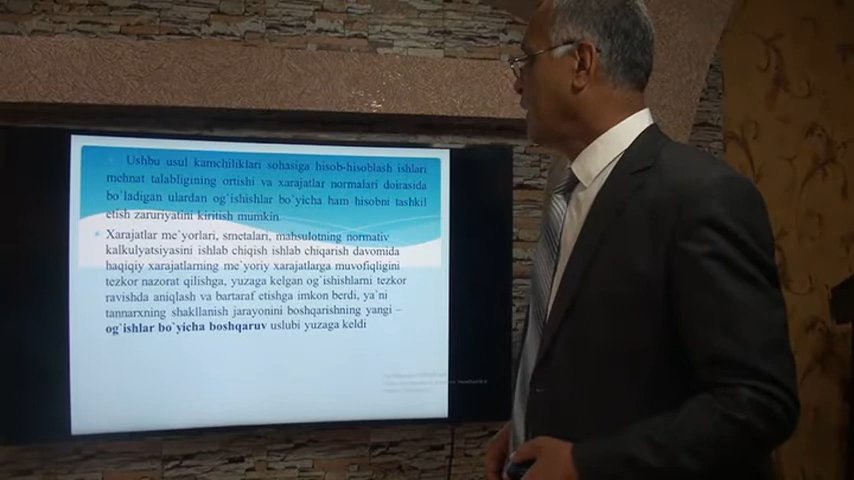 Ushbu usul kamchiliklari sohasiga hisob-hisoblash ishlari
mehnat talabligining ortishi va xarajatlar normalari doirasida
bo`ladigan ulardan og`ishishlar bo`yicha ham hisobni tashkil
etish zaruriyatini kiritish mumkin
Xarajatlar me`yorlari, smetalari, mahsulotning normativ
kalkulyatsiyasini ishlab chiqish ishlab chiqarish davomida
haqiqiy xarajatlarning me`yoriy xarajatlarga muvofiqligini
tezkor nazorat qilishga, yuzaga kelgan og`ishishlarni tezkor
ravishda aniqlash va bartaraf etishga imkon berdi, ya`ni
tannarxning shakllanish jarayonini boshqarishning yangi –
og`ishlar bo`yicha boshqaruv uslubi yuzaga keldi